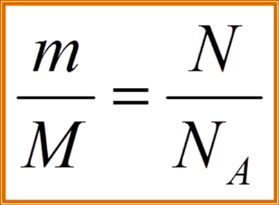 m/M = N/N_A